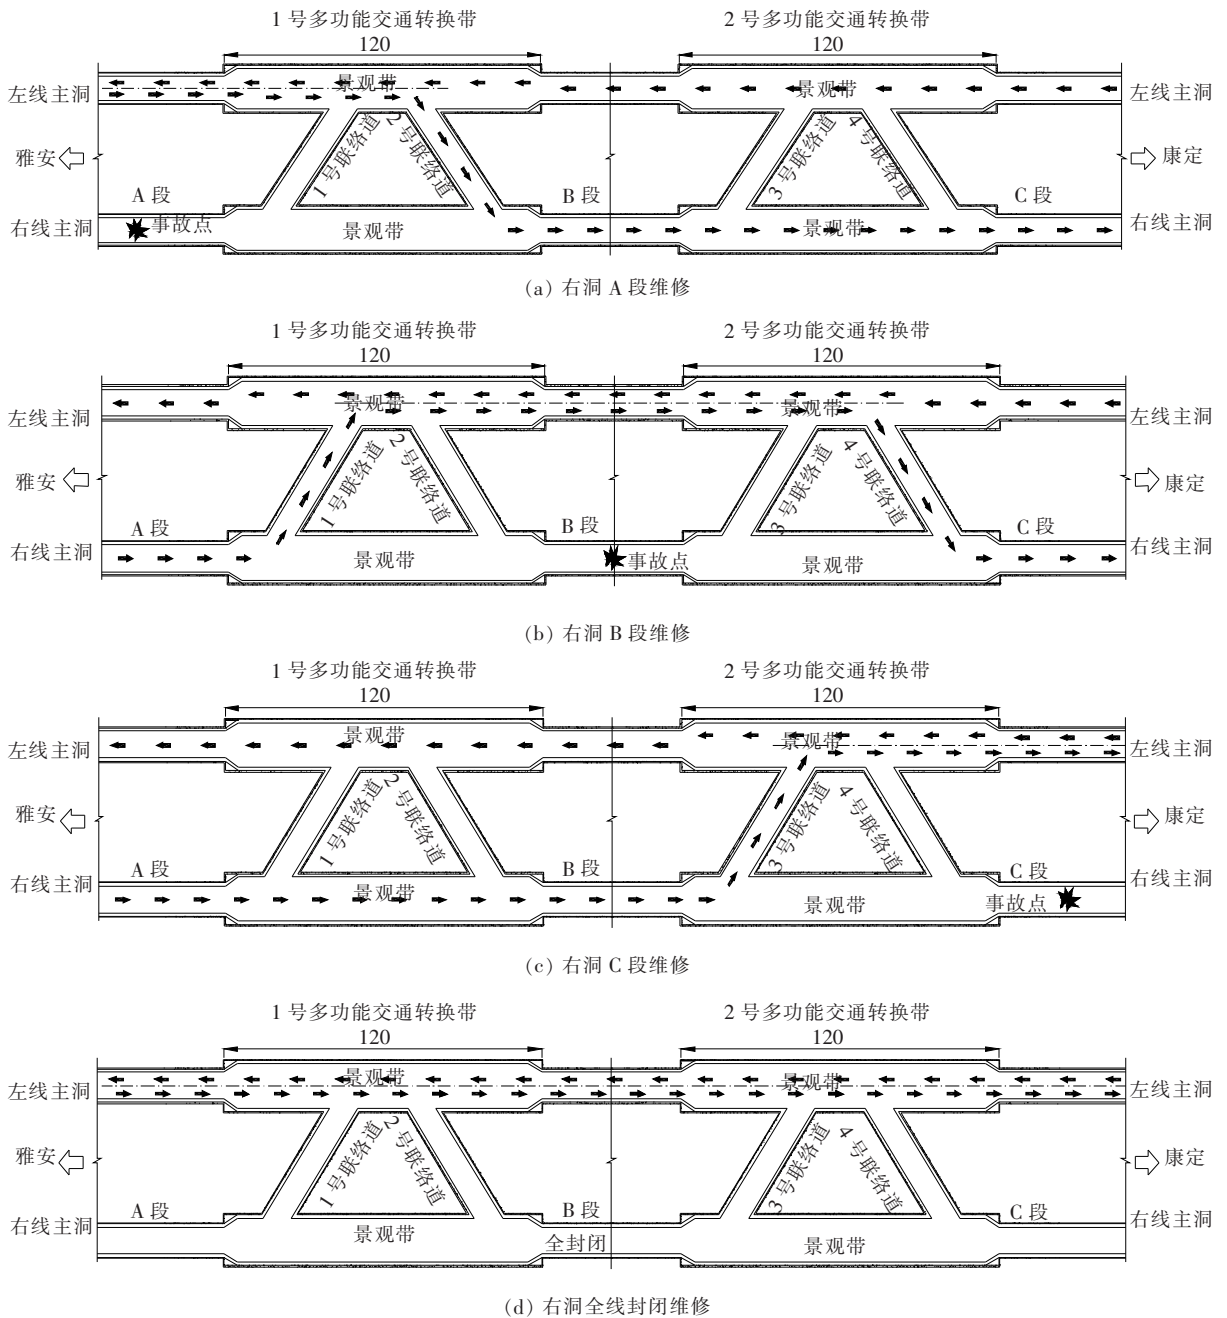 1 号多功能交通转换带 2 号多功能交通转换带
120 120
景观带 景观带
左线主洞 左线主洞
1 号联络道 2 号联络道 3 号联络道 4 号联络道
雅安 康定
A 段 B 段 C 段
右线主洞 事故点 景观带 景观带 右线主洞
(a) 右洞 A 段维修
1 号多功能交通转换带 2 号多功能交通转换带
120 120
景观带 景观带
左线主洞 左线主洞
1 号联络道 2 号联络道 3 号联络道 4 号联络道
雅安 康定
A 段 B 段 C 段
右线主洞 景观带 事故点 景观带 右线主洞
(b) 右洞 B 段维修
1 号多功能交通转换带 2 号多功能交通转换带
120 120
景观带 景观带
左线主洞 左线主洞
1 号联络道 2 号联络道 3 号联络道 4 号联络道
雅安 康定
A 段 B 段 C 段
右线主洞 景观带 景观带 事故点 右线主洞
(c) 右洞 C 段维修
1 号多功能交通转换带 2 号多功能交通转换带
120 120
景观带 景观带
左线主洞 左线主洞
1 号联络道 2 号联络道 3 号联络道 4 号联络道
雅安 康定
A 段 B 段 C 段
右线主洞 景观带 全封闭 景观带 右线主洞
(d) 右洞全线封闭维修